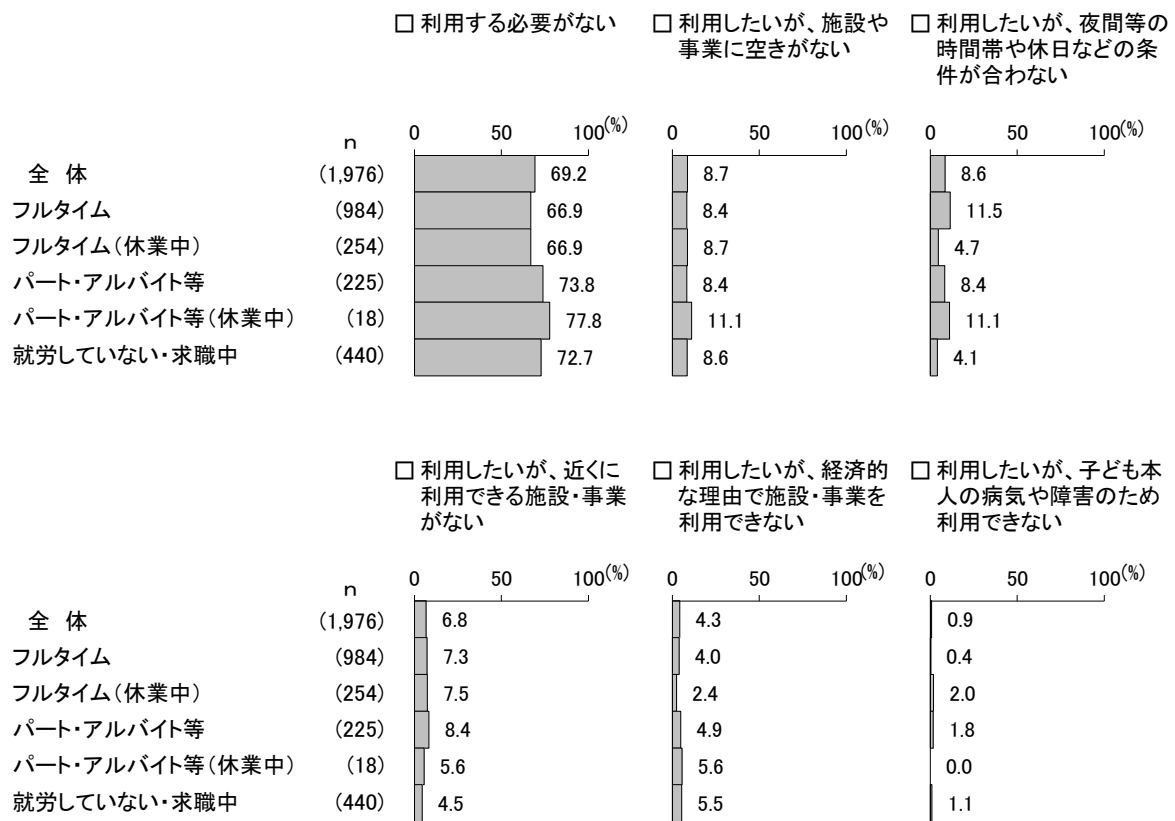 □ 利用する必要がない □ 利用したいが、施設や □ 利用したいが、夜間等の
事業に空きがない 時間帯や休日などの条
件が合わない
0 50 100(%) 0 50 100(%) 0 50 100(%)
n
全 体 (1,976) 69.2 8.7 8.6
フルタイム (984) 66.9 8.4 11.5
フルタイム(休業中) (254) 66.9 8.7 4.7
パート・アルバイト等 (225) 73.8 8.4 8.4
パート・アルバイト等(休業中) (18) 77.8 11.1 11.1
就労していない・求職中 (440) 72.7 8.6 4.1
□ 利用したいが、近くに □ 利用したいが、経済的 □ 利用したいが、子ども本
利用できる施設・事業 な理由で施設・事業を 人の病気や障害のため
がない 利用できない 利用できない
0 50 100(%) 0 50 100(%) 0 50 100(%)
n
全 体 (1,976) 6.8 4.3 0.9
フルタイム (984) 7.3 4.0 0.4
フルタイム(休業中) (254) 7.5 2.4 2.0
パート・アルバイト等 (225) 8.4 4.9 1.8
パート・アルバイト等(休業中) (18) 5.6 5.6 0.0
就労していない・求職中 (440) 4.5 5.5 1.1